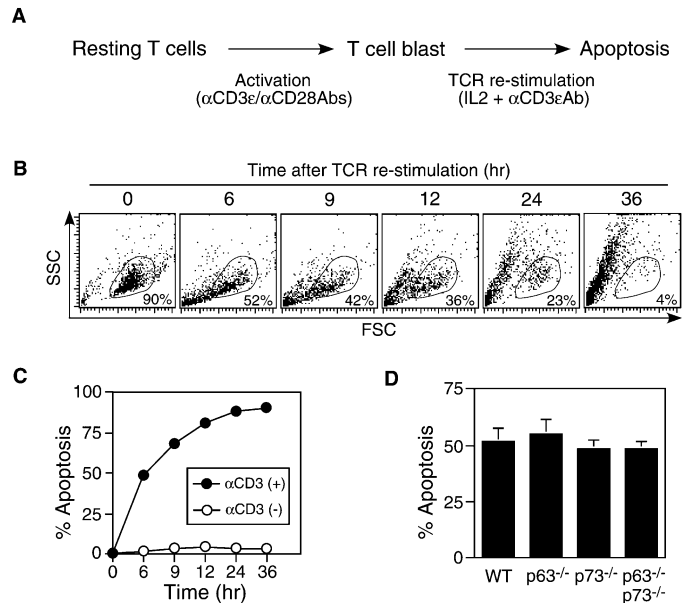 A
Resting T cells T cell blast Apoptosis
Activation TCR re-stimulation
(αCD3ε/αCD28Abs) (IL2 + αCD3εAb)
B
Time after TCR re-stimulation (hr)
0 6 9 12 24 36
SSC
90% 52% 42% 36% 23% 4%
FSC
C
% Apoptosis
100
75
50
25
0
αCD3 (+)
αCD3 (-)
0 6 9 12 24 36
Time (hr)
D
% Apoptosis
75
50
25
0
WT p63-/- p73-/- p63-/-
p73-/-